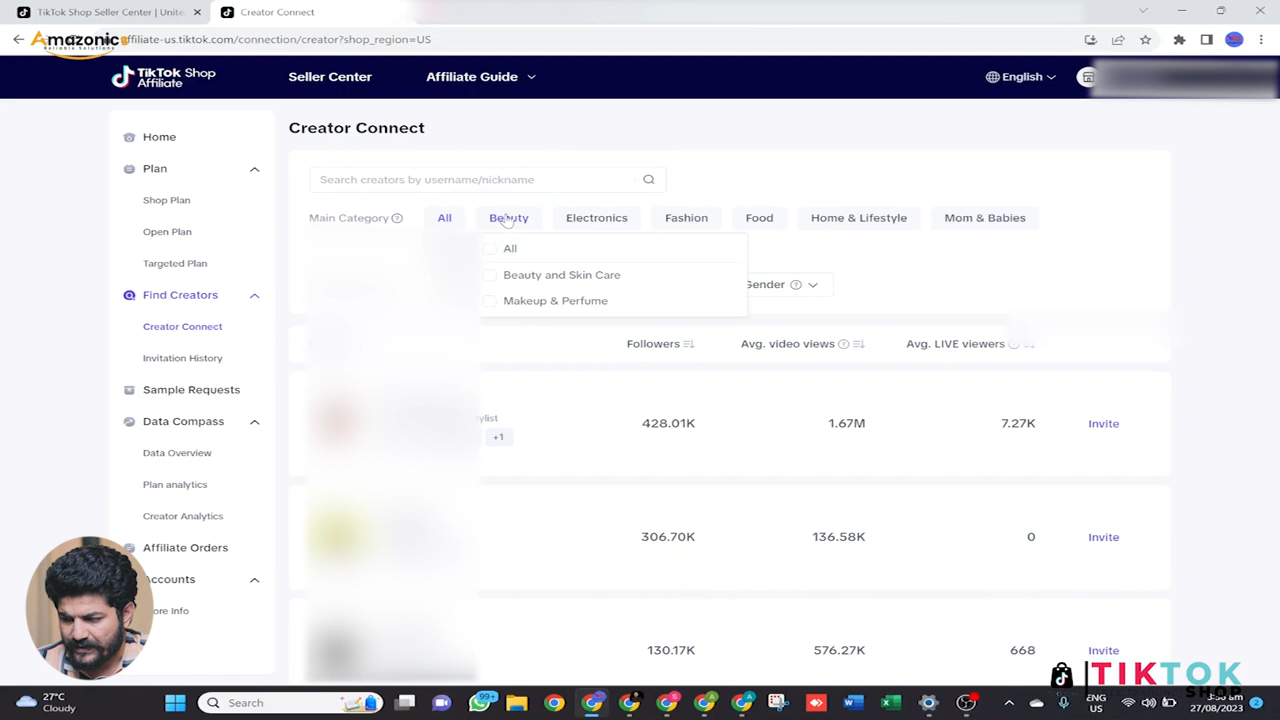 TikTok Shop Seller Center | Unite
Creator Connect
Amazonic
Reliable Solutions
affiliate-us.tiktok.com/connection/creator?shop_region=US
TikTok Shop
Affiliate
Seller Center
Affiliate Guide
English
Home
Plan
Shop Plan
Open Plan
Targeted Plan
Find Creators
Creator Connect
Invitation History
Sample Requests
Data Compass
Data Overview
Plan analytics
Creator Analytics
Affiliate Orders
Accounts
Creator Connect
Search creators by username/nickname
Main Category
All
Beauty
Electronics
Fashion
Food
Home & Lifestyle
Mom & Babies
All
Beauty and Skin Care
Makeup & Perfume
Gender
Followers
Avg. video views
Avg. LIVE viewers
+1
428.01K
1.67M
7.27K
Invite
306.70K
136.58K
0
Invite
130.17K
576.27K
668
Invite
TIKTOK
SHOP
27°C
Cloudy
Search
99+
ENG
US
27/08/2023